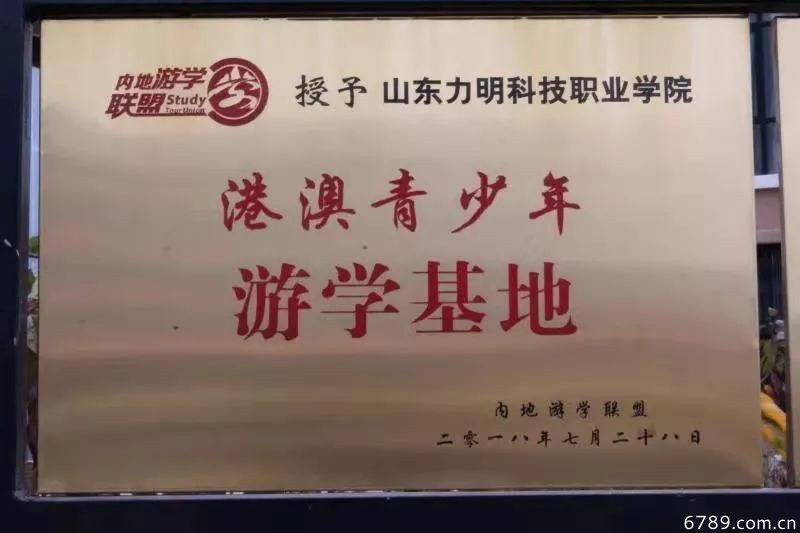 内地游学
联盟 Study
Tour Union
授予 山东力明科技职业学院
港澳青少年
游学基地
内地游学联盟
二零一八年七月二十八日
6789.com.cn